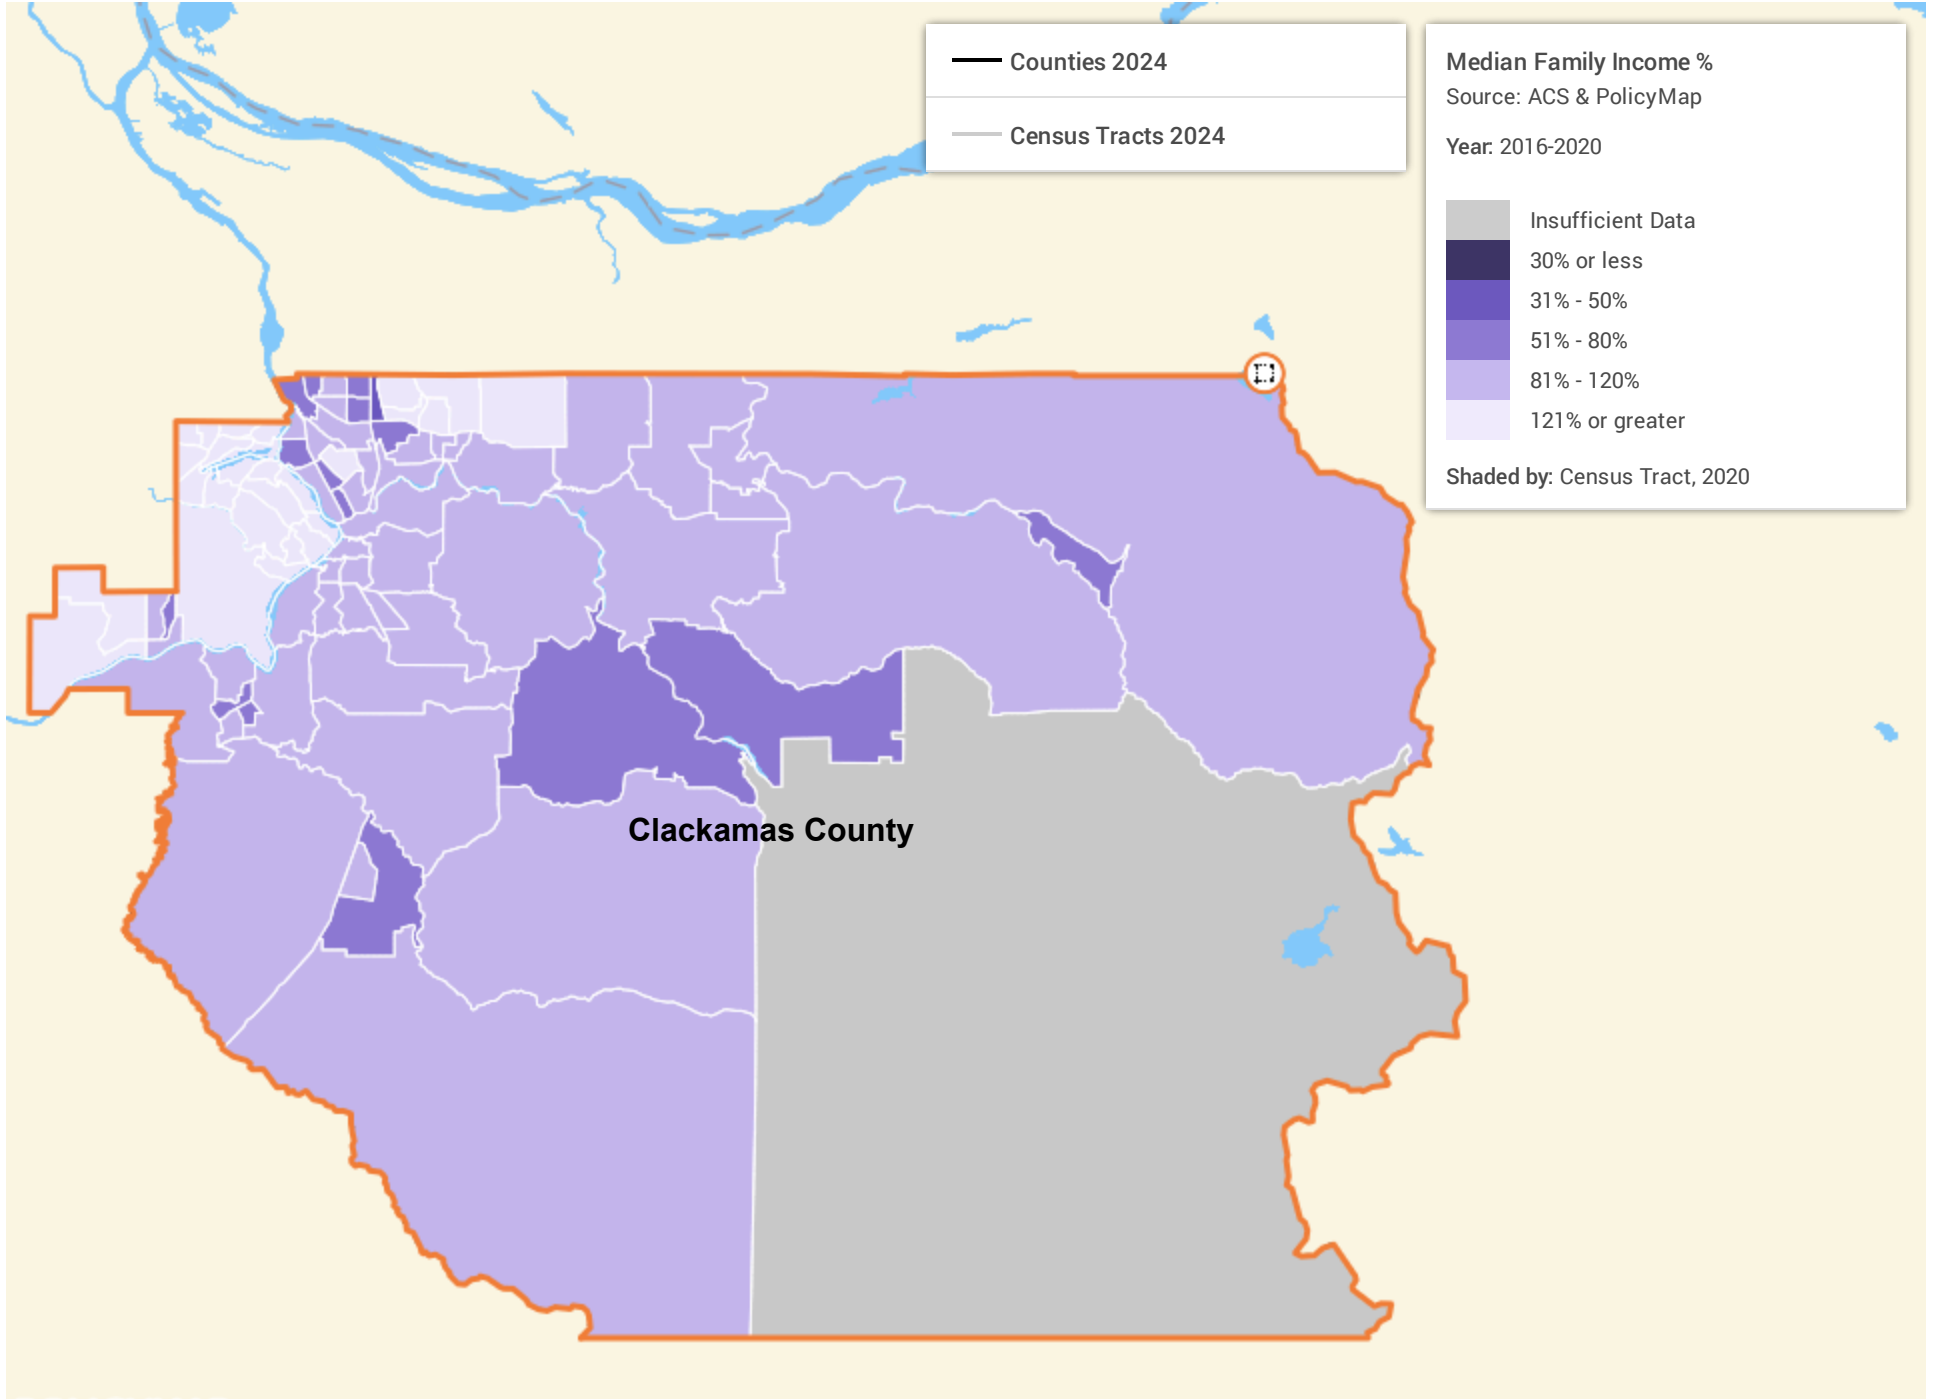 Counties 2024
Census Tracts 2024
Median Family Income %
Source: ACS & PolicyMap
Year: 2016-2020
Insufficient Data
30% or less
31% - 50%
51% - 80%
81% - 120%
121% or greater
Shaded by: Census Tract, 2020
Clackamas County